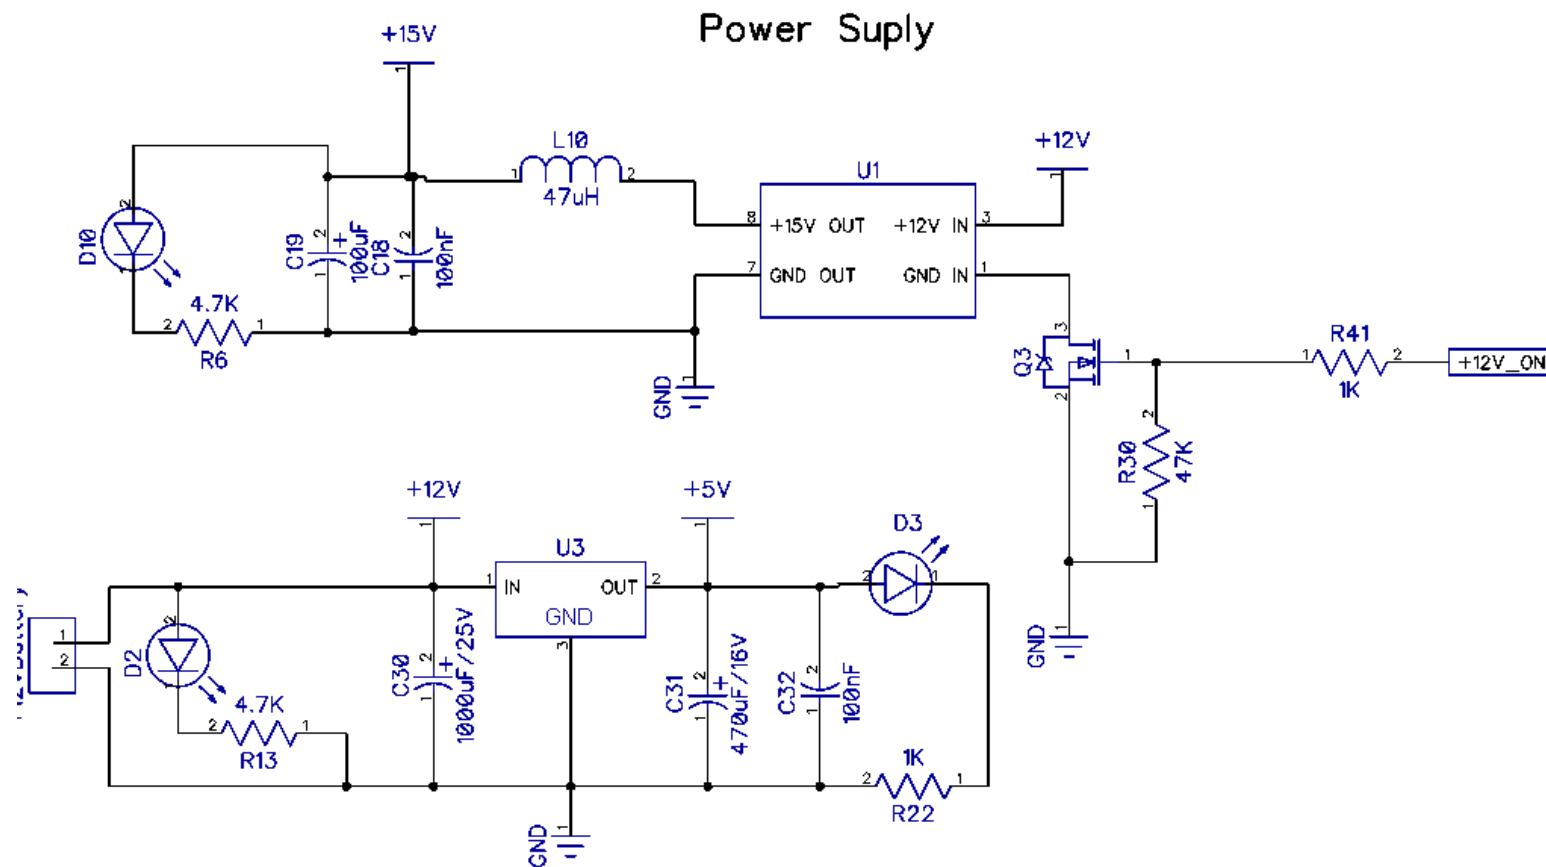 Power Suply
+15V
1
L10
1
2
47uH
+12V
1
U1
8
+15V OUT
+12V IN
3
7
GND OUT
GND IN
1
2
D10
1
2
C19
+
100uF
1
2
C18
100nF
1
4.7K
2
1
R6
1
GND
3
Q3
2
1
R41
1
2
1K
+12V_ON
2
R30
47K
1
1
GND
+12V
1
+5V
1
U3
1
IN
OUT
2
GND
3
D3
2
1
1
2
2
D2
1
4.7K
2
1
R13
2
C30
+
1000uF/25V
1
2
C31
+
470uF/16V
1
2
C32
100nF
1
1K
2
1
R22
1
GND